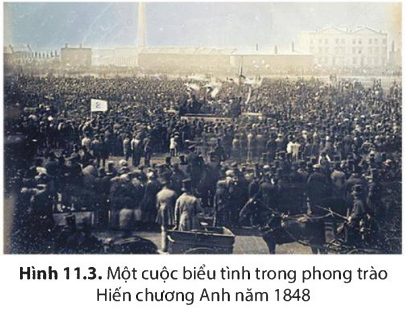 Hình 11.3. Một cuộc biểu tình trong phong trào
Hiến chương Anh năm 1848